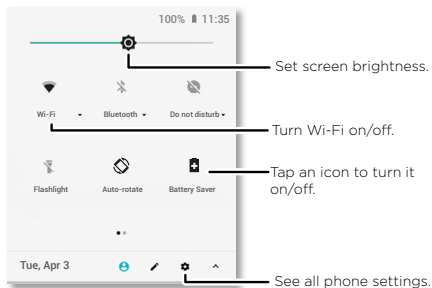 100% 11:35
Set screen brightness.
Wi-Fi Bluetooth Do not disturb
Turn Wi-Fi on/off.
Flashlight Auto-rotate Battery Saver
Tap an icon to turn it
on/off.
Tue, Apr 3
See all phone settings.